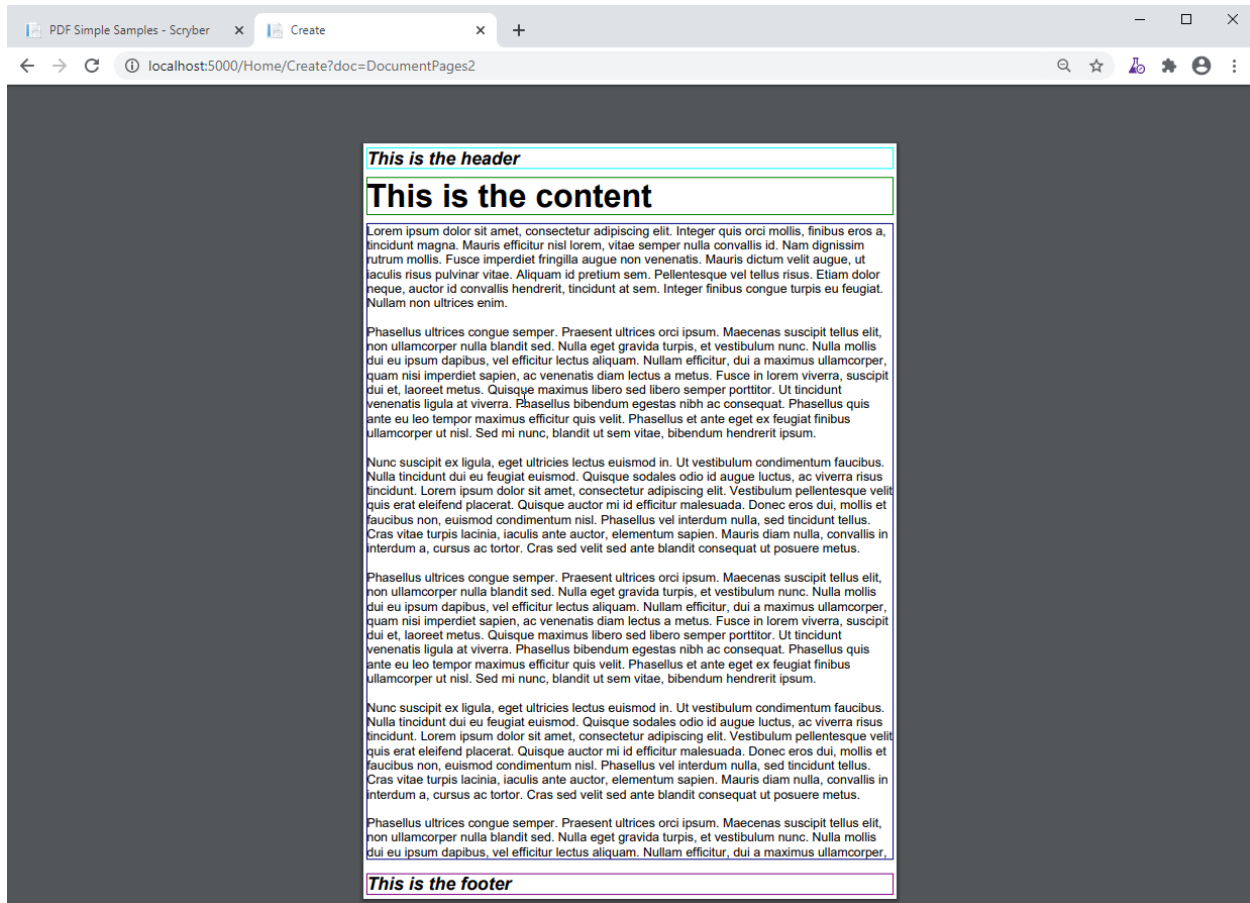 PDF Simple Samples - Scryber
Create
localhost:5000/Home/Create?doc=DocumentPages2
This is the header
This is the content
Lorem ipsum dolor sit amet, consectetur adipiscing elit. Integer quis orci mollis, finibus eros a,
tincidunt magna. Mauris efficitur nisl lorem, vitae semper nulla convallis id. Nam dignissim
rutrum mollis. Fusce imperdiet fringilla augue non venenatis. Mauris dictum velit augue, ut
iaculis risus pulvinar vitae. Aliquam id pretium sem. Pellentesque vel tellus risus. Etiam dolor
neque, auctor id convallis hendrerit, tincidunt at sem. Integer finibus congue turpis eu feugiat.
Nullam non ultrices enim.
Phasellus ultrices congue semper. Praesent ultrices orci ipsum. Maecenas suscipit tellus elit,
non ullamcorper nulla blandit sed. Nulla eget gravida turpis, et vestibulum nunc. Nulla mollis
dui eu ipsum dapibus, vel efficitur lectus aliquam. Nullam efficitur, dui a maximus ullamcorper,
quam nisi imperdiet sapien, ac venenatis diam lectus a metus. Fusce in lorem viverra, suscipit
dui et, laoreet metus. Quisque maximus libero sed libero semper porttitor. Ut tincidunt
venenatis ligula at viverra. Phasellus bibendum egestas nibh ac consequat. Phasellus quis
ante eu leo tempor maximus efficitur quis velit. Phasellus et ante eget ex feugiat finibus
ullamcorper ut nisl. Sed mi nunc, blandit ut sem vitae, bibendum hendrerit ipsum.
Nunc suscipit ex ligula, eget ultricies lectus euismod in. Ut vestibulum condimentum faucibus.
Nulla tincidunt dui eu feugiat euismod. Quisque sodales odio id augue luctus, ac viverra risus
tincidunt. Lorem ipsum dolor sit amet, consectetur adipiscing elit. Vestibulum pellentesque velit
quis erat eleifend placerat. Quisque auctor mi id efficitur malesuada. Donec eros dui, mollis et
faucibus non, euismod condimentum nisl. Phasellus vel interdum nulla, sed tincidunt tellus.
Cras vitae turpis lacinia, iaculis ante auctor, elementum sapien. Mauris diam nulla, convallis in
interdum a, cursus ac tortor. Cras sed velit sed ante blandit consequat ut posuere metus.
Phasellus ultrices congue semper. Praesent ultrices orci ipsum. Maecenas suscipit tellus elit,
non ullamcorper nulla blandit sed. Nulla eget gravida turpis, et vestibulum nunc. Nulla mollis
dui eu ipsum dapibus, vel efficitur lectus aliquam. Nullam efficitur, dui a maximus ullamcorper,
quam nisi imperdiet sapien, ac venenatis diam lectus a metus. Fusce in lorem viverra, suscipit
dui et, laoreet metus. Quisque maximus libero sed libero semper porttitor. Ut tincidunt
venenatis ligula at viverra. Phasellus bibendum egestas nibh ac consequat. Phasellus quis
ante eu leo tempor maximus efficitur quis velit. Phasellus et ante eget ex feugiat finibus
ullamcorper ut nisl. Sed mi nunc, blandit ut sem vitae, bibendum hendrerit ipsum.
Nunc suscipit ex ligula, eget ultricies lectus euismod in. Ut vestibulum condimentum faucibus.
Nulla tincidunt dui eu feugiat euismod. Quisque sodales odio id augue luctus, ac viverra risus
tincidunt. Lorem ipsum dolor sit amet, consectetur adipiscing elit. Vestibulum pellentesque velit
quis erat eleifend placerat. Quisque auctor mi id efficitur malesuada. Donec eros dui, mollis et
faucibus non, euismod condimentum nisl. Phasellus vel interdum nulla, sed tincidunt tellus.
Cras vitae turpis lacinia, iaculis ante auctor, elementum sapien. Mauris diam nulla, convallis in
interdum a, cursus ac tortor. Cras sed velit sed ante blandit consequat ut posuere metus.
Phasellus ultrices congue semper. Praesent ultrices orci ipsum. Maecenas suscipit tellus elit,
non ullamcorper nulla blandit sed. Nulla eget gravida turpis, et vestibulum nunc. Nulla mollis
dui eu ipsum dapibus, vel efficitur lectus aliquam. Nullam efficitur, dui a maximus ullamcorper,
This is the footer